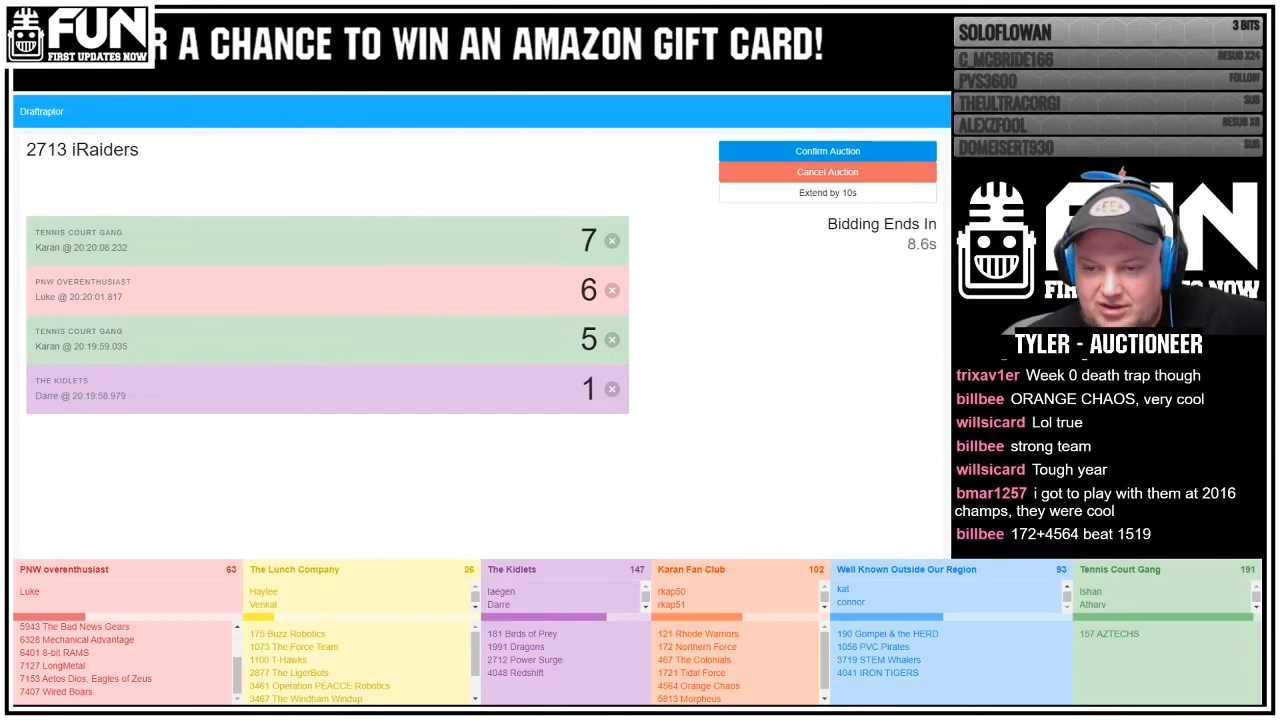 FUN
FIRST UPDATES NOW
R A CHANCE TO WIN AN AMAZON GIFT CARD!
SOLOFLOWAN 3 BITS
C_MCBRIDE166 RESUB X24
PVS3600 FOLLOW
THEULTRACORGI SUB
ALEXZFOOL RESUB X8
DOMEISERT930 SUB
Draftraptor
2713 iRaiders
Confirm Auction
Cancel Auction
Extend by 10s
Bidding Ends In
8.6s
TENNIS COURT GANG
Karan @ 20:20:08.232
7
PNW OVERENTHUSIAST
Luke @ 20:20:01.817
6
TENNIS COURT GANG
Karan @ 20:19:59.035
5
THE KIDLETS
Darre @ 20:19:58.979
1
TYLER - AUCTIONEER
trixav1er Week 0 death trap though
billbee ORANGE CHAOS, very cool
willsicard Lol true
billbee strong team
willsicard Tough year
bmar1257 i got to play with them at 2016
champs, they were cool
billbee 172+4564 beat 1519
PNW overenthusiast 63
Luke
5943 The Bad News Gears
6328 Mechanical Advantage
6401 8-bit RAMS
7127 LongMetal
7153 Aetos Dios, Eagles of Zeus
7407 Wired Boars
The Lunch Company 26
Haylee
Venkat
175 Buzz Robotics
1073 The Force Team
1100 T-Hawks
2877 The LigerBots
3461 Operation PEACCE Robotics
3467 The Windham Windup
The Kidlets 147
taegen
Darre
181 Birds of Prey
1991 Dragons
2712 Power Surge
4048 Redshift
Karan Fan Club 102
rkap50
rkap51
121 Rhode Warriors
172 Northern Force
467 The Colonials
1721 Tidal Force
4564 Orange Chaos
5813 Morpheus
Well Known Outside Our Region 93
kat
connor
190 Gompei & the HERD
1058 PVC Pirates
3719 STEM Whalers
4041 IRON TIGERS
Tennis Court Gang 191
Ishan
Atharv
157 AZTECHS